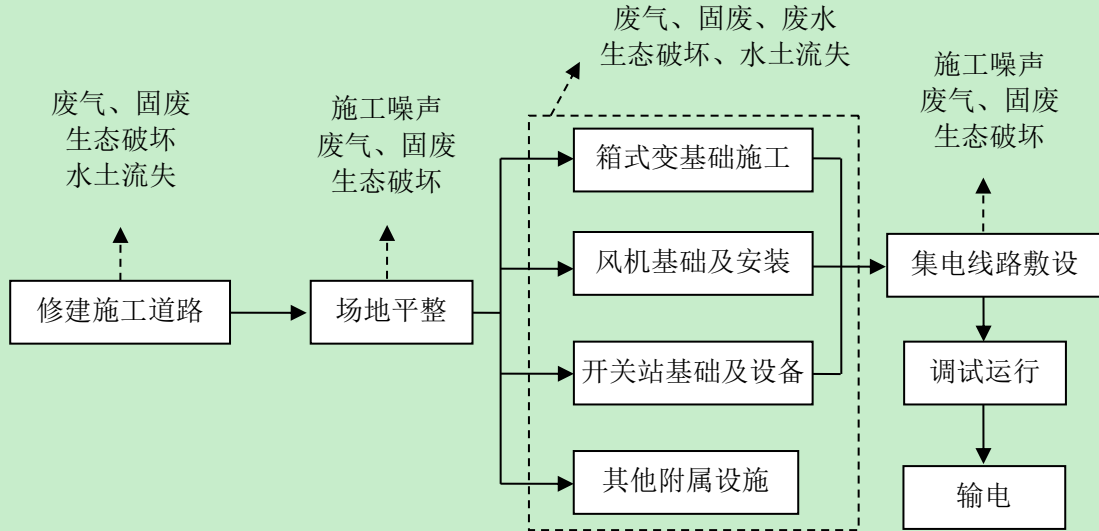 废气、固废、废水
生态破坏、水土流失
施工噪声
废气、固废
生态破坏
废气、固废
生态破坏
水土流失
施工噪声
废气、固废
生态破坏
箱式变基础施工
风机基础及安装
集电线路敷设
修建施工道路
场地平整
开关站基础及设备
调试运行
其他附属设施
输电